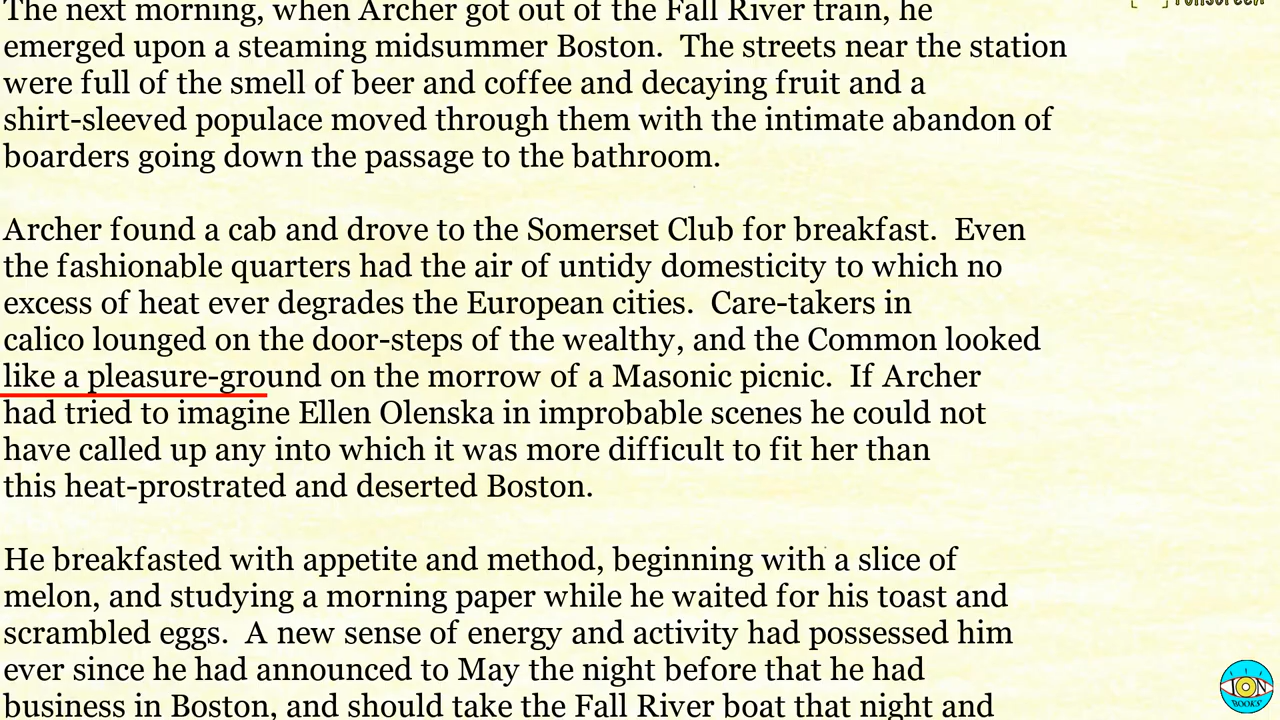 The next morning, when Archer got out of the Fall River train, he
emerged upon a steaming midsummer Boston.  The streets near the station
were full of the smell of beer and coffee and decaying fruit and a
shirt-sleeved populace moved through them with the intimate abandon of
boarders going down the passage to the bathroom.

Archer found a cab and drove to the Somerset Club for breakfast.  Even
the fashionable quarters had the air of untidy domesticity to which no
excess of heat ever degrades the European cities.  Care-takers in
calico lounged on the door-steps of the wealthy, and the Common looked
like a pleasure-ground on the morrow of a Masonic picnic.  If Archer
had tried to imagine Ellen Olenska in improbable scenes he could not
have called up any into which it was more difficult to fit her than
this heat-prostrated and deserted Boston.

He breakfasted with appetite and method, beginning with a slice of
melon, and studying a morning paper while he waited for his toast and
scrambled eggs.  A new sense of energy and activity had possessed him
ever since he had announced to May the night before that he had
business in Boston, and should take the Fall River boat that night and
ION
BOOKS